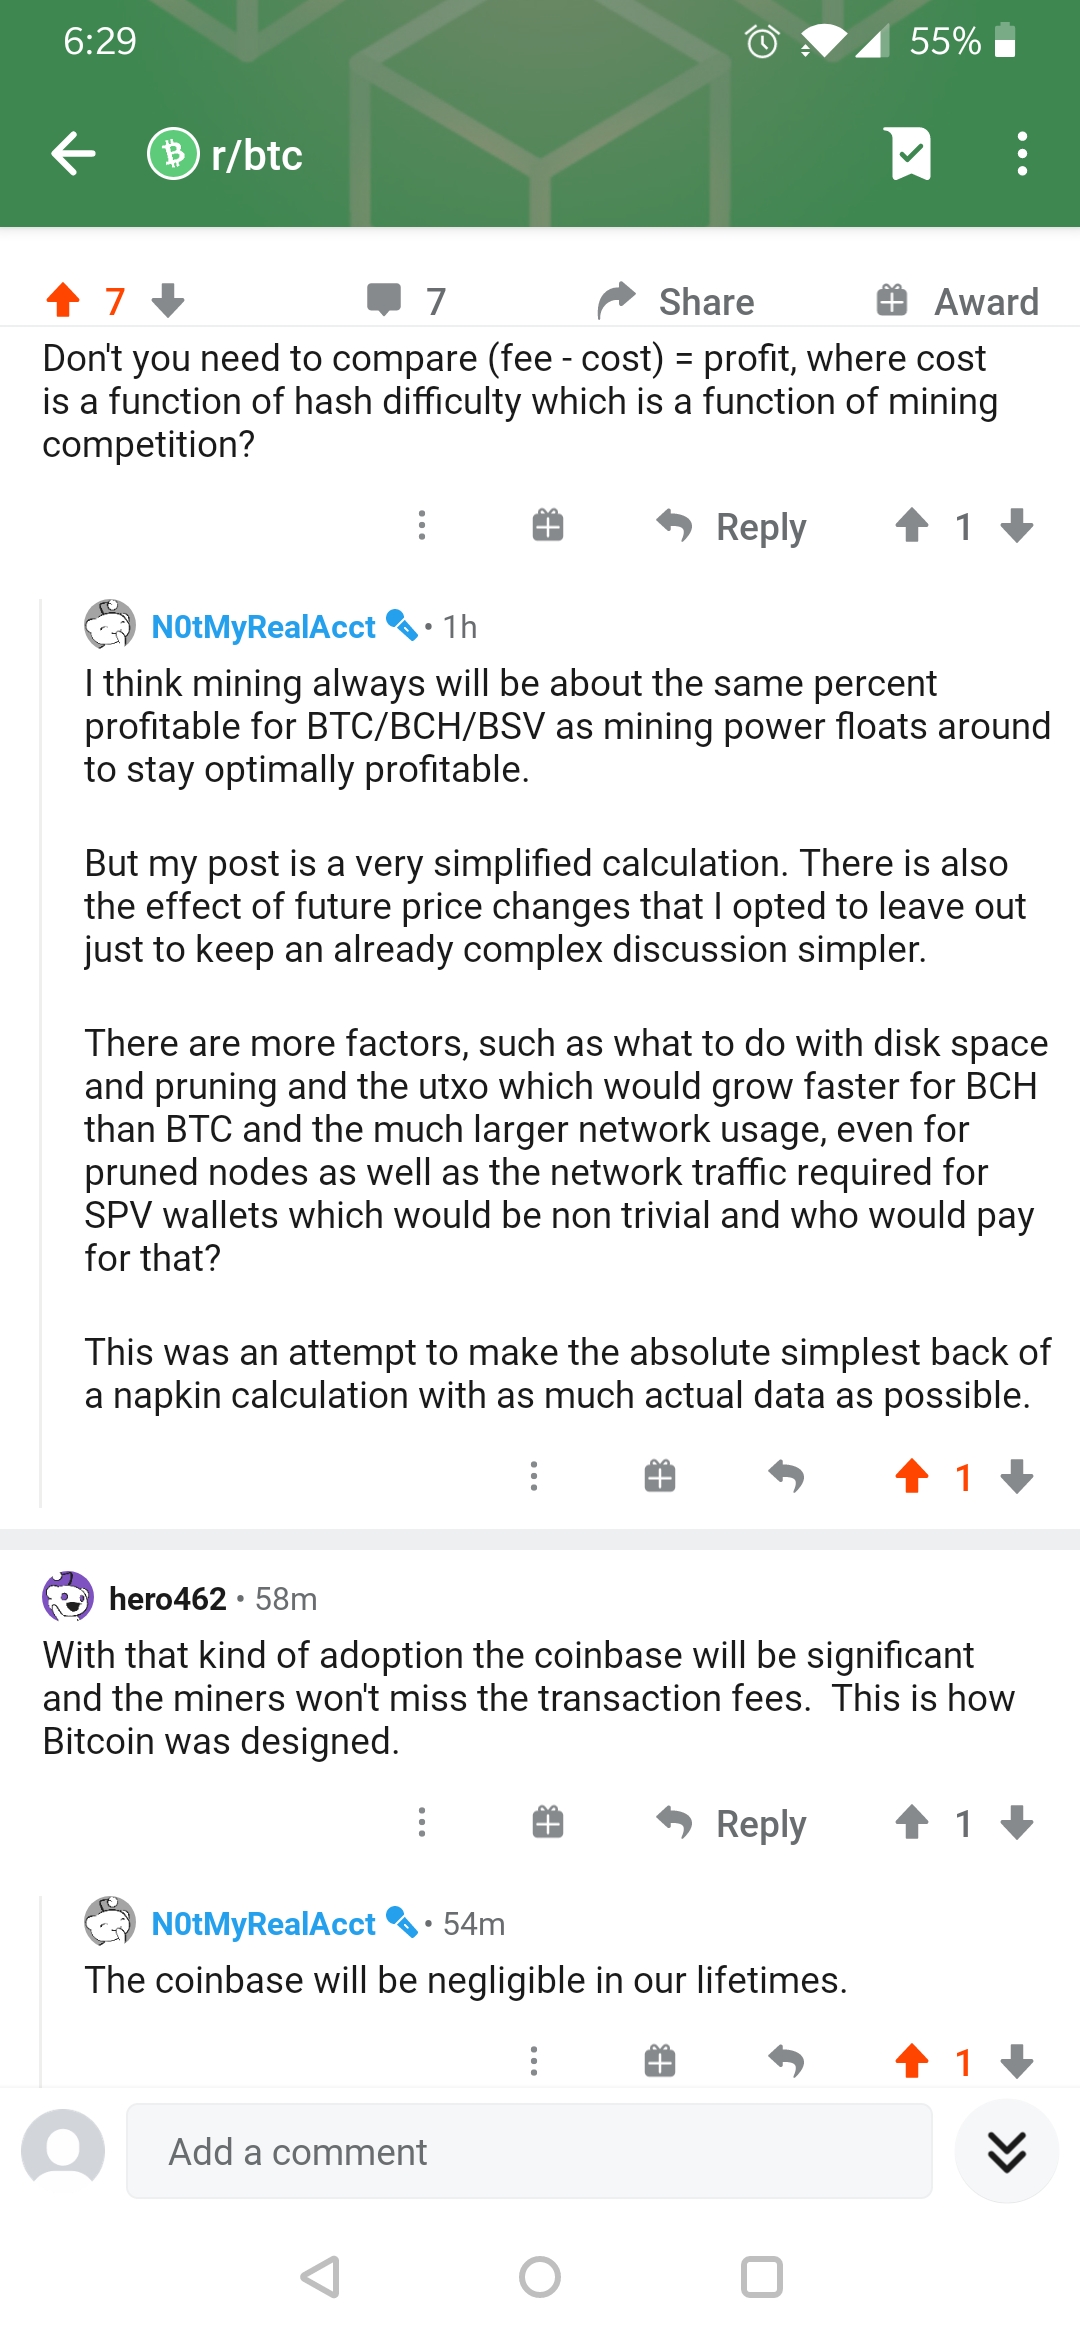 6:29
55%
r/btc
7
7
Share
Award
Don't you need to compare (fee - cost) = profit, where cost
is a function of hash difficulty which is a function of mining
competition?
Reply
1
N0tMyRealAcct • 1h
I think mining always will be about the same percent
profitable for BTC/BCH/BSV as mining power floats around
to stay optimally profitable.
But my post is a very simplified calculation. There is also
the effect of future price changes that I opted to leave out
just to keep an already complex discussion simpler.
There are more factors, such as what to do with disk space
and pruning and the utxo which would grow faster for BCH
than BTC and the much larger network usage, even for
pruned nodes as well as the network traffic required for
SPV wallets which would be non trivial and who would pay
for that?
This was an attempt to make the absolute simplest back of
a napkin calculation with as much actual data as possible.
1
hero462 • 58m
With that kind of adoption the coinbase will be significant
and the miners won't miss the transaction fees.  This is how
Bitcoin was designed.
Reply
1
N0tMyRealAcct • 54m
The coinbase will be negligible in our lifetimes.
1
Add a comment